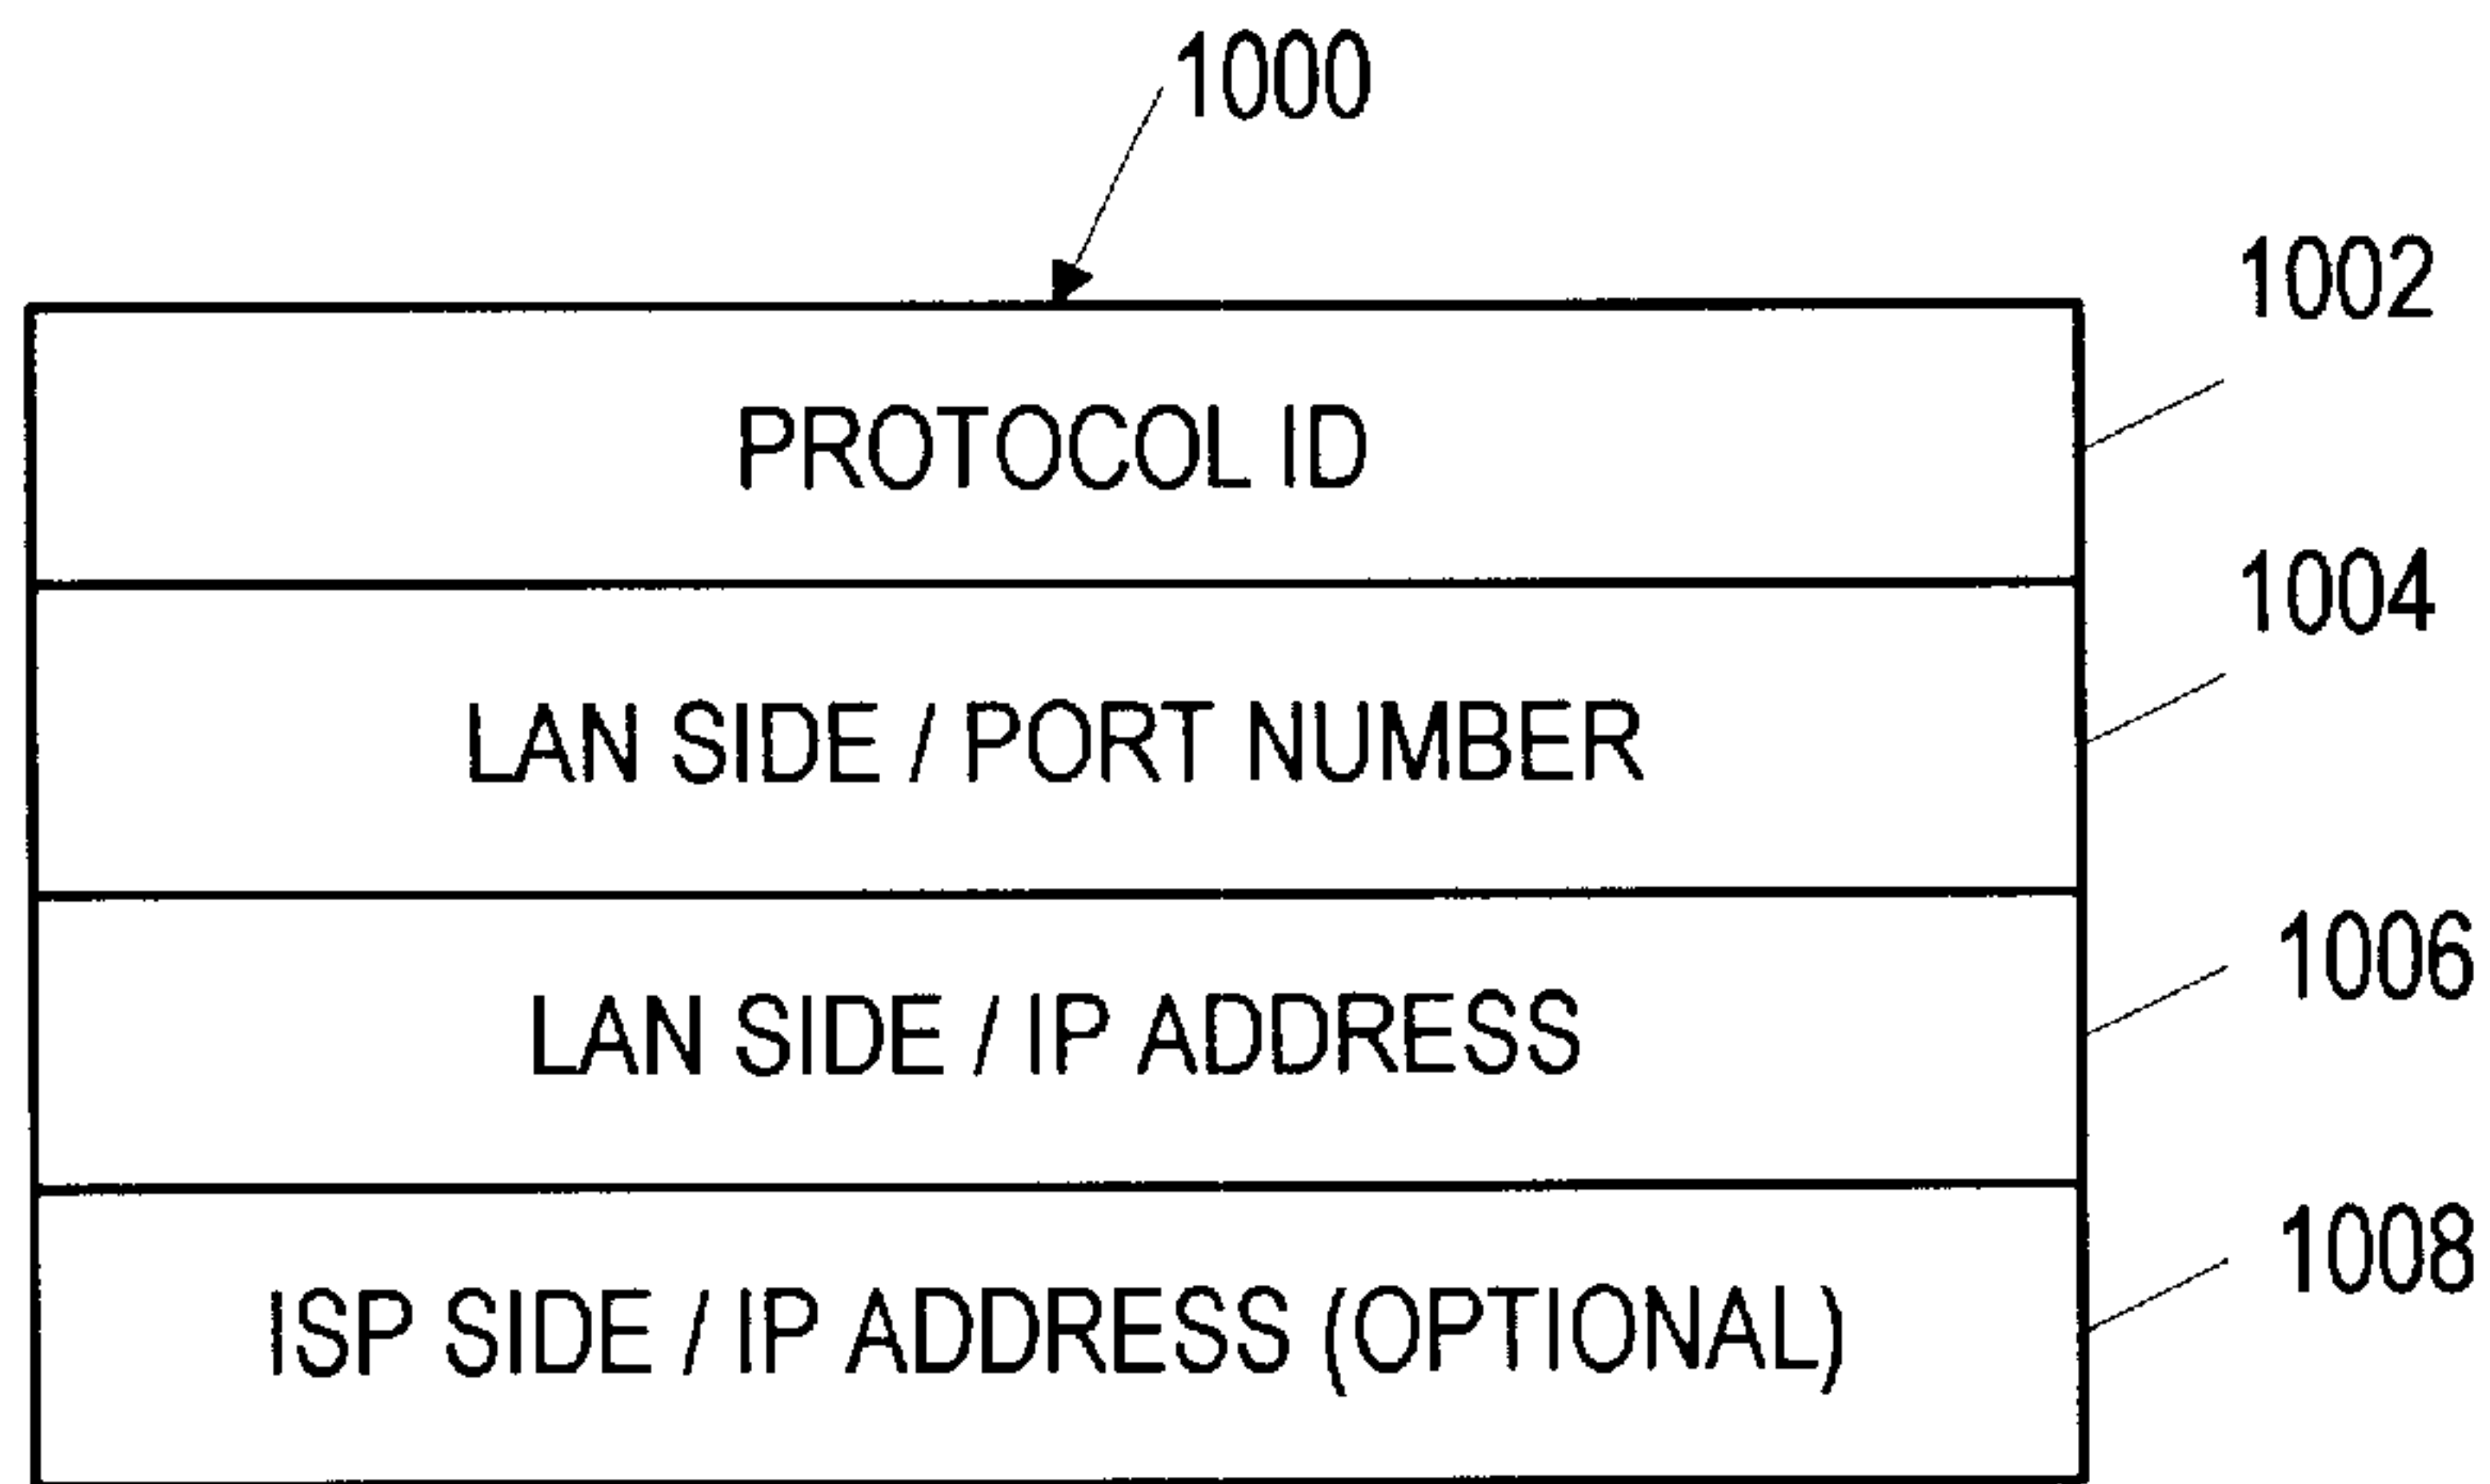 1000
1002
PROTOCOL ID
1004
LAN SIDE / PORT NUMBER
1006
LAN SIDE / IP ADDRESS
1008
ISP SIDE / IP ADDRESS (OPTIONAL)